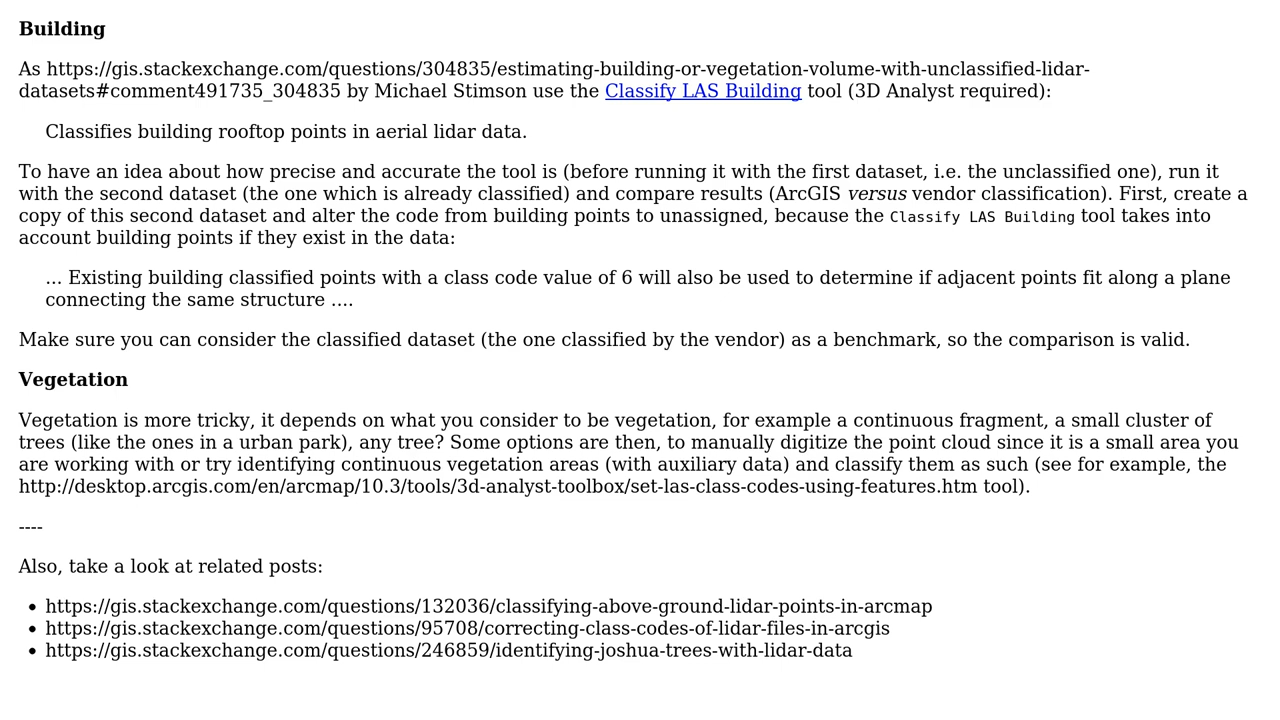 Building
As https://gis.stackexchange.com/questions/304835/estimating-building-or-vegetation-volume-with-unclassified-lidar-
datasets#comment491735_304835 by Michael Stimson use the Classify LAS Building tool (3D Analyst required):
Classifies building rooftop points in aerial lidar data.
To have an idea about how precise and accurate the tool is (before running it with the first dataset, i.e. the unclassified one), run it
with the second dataset (the one which is already classified) and compare results (ArcGIS versus vendor classification). First, create a
copy of this second dataset and alter the code from building points to unassigned, because the Classify LAS Building tool takes into
account building points if they exist in the data:
... Existing building classified points with a class code value of 6 will also be used to determine if adjacent points fit along a plane
connecting the same structure ....
Make sure you can consider the classified dataset (the one classified by the vendor) as a benchmark, so the comparison is valid.
Vegetation
Vegetation is more tricky, it depends on what you consider to be vegetation, for example a continuous fragment, a small cluster of
trees (like the ones in a urban park), any tree? Some options are then, to manually digitize the point cloud since it is a small area you
are working with or try identifying continuous vegetation areas (with auxiliary data) and classify them as such (see for example, the
http://desktop.arcgis.com/en/arcmap/10.3/tools/3d-analyst-toolbox/set-las-class-codes-using-features.htm tool).
----
Also, take a look at related posts:
• https://gis.stackexchange.com/questions/132036/classifying-above-ground-lidar-points-in-arcmap
• https://gis.stackexchange.com/questions/95708/correcting-class-codes-of-lidar-files-in-arcgis
• https://gis.stackexchange.com/questions/246859/identifying-joshua-trees-with-lidar-data